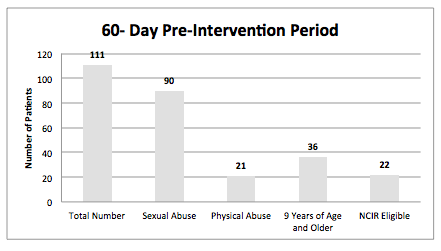 60- Day Pre-Intervention Period
Number of Patients
120
100
80
60
40
20
0
111
90
21
36
22
Total Number
Sexual Abuse
Physical Abuse
9 Years of Age
and Older
NCIR Eligible